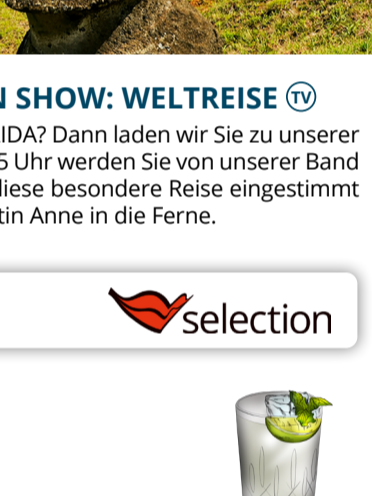 SHOW: WELTREISE TV
IDA? Dann laden wir Sie zu unserer
5 Uhr werden Sie von unserer Band
diese besondere Reise eingestimmt
tin Anne in die Ferne.
selection